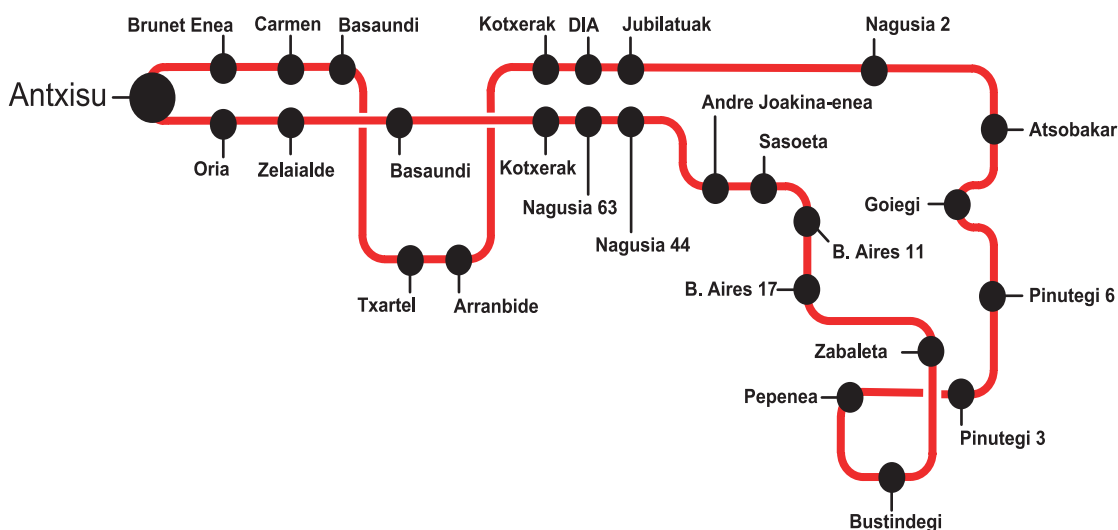 Brunet Enea
Carmen
Basaundi
Kotxerak
DIA
Jubilatuak
Nagusia 2
Antxisu
Andre Joakina-enea
Atsobakar
Sasoeta
Oria
Zelaialde
Basaundi
Kotxerak
Nagusia 63
Goiegi
Nagusia 44
B. Aires 11
B. Aires 17
Txartel
Arranbide
Pinutegi 6
Zabaleta
Pepenea
Pinutegi 3
Bustindegi